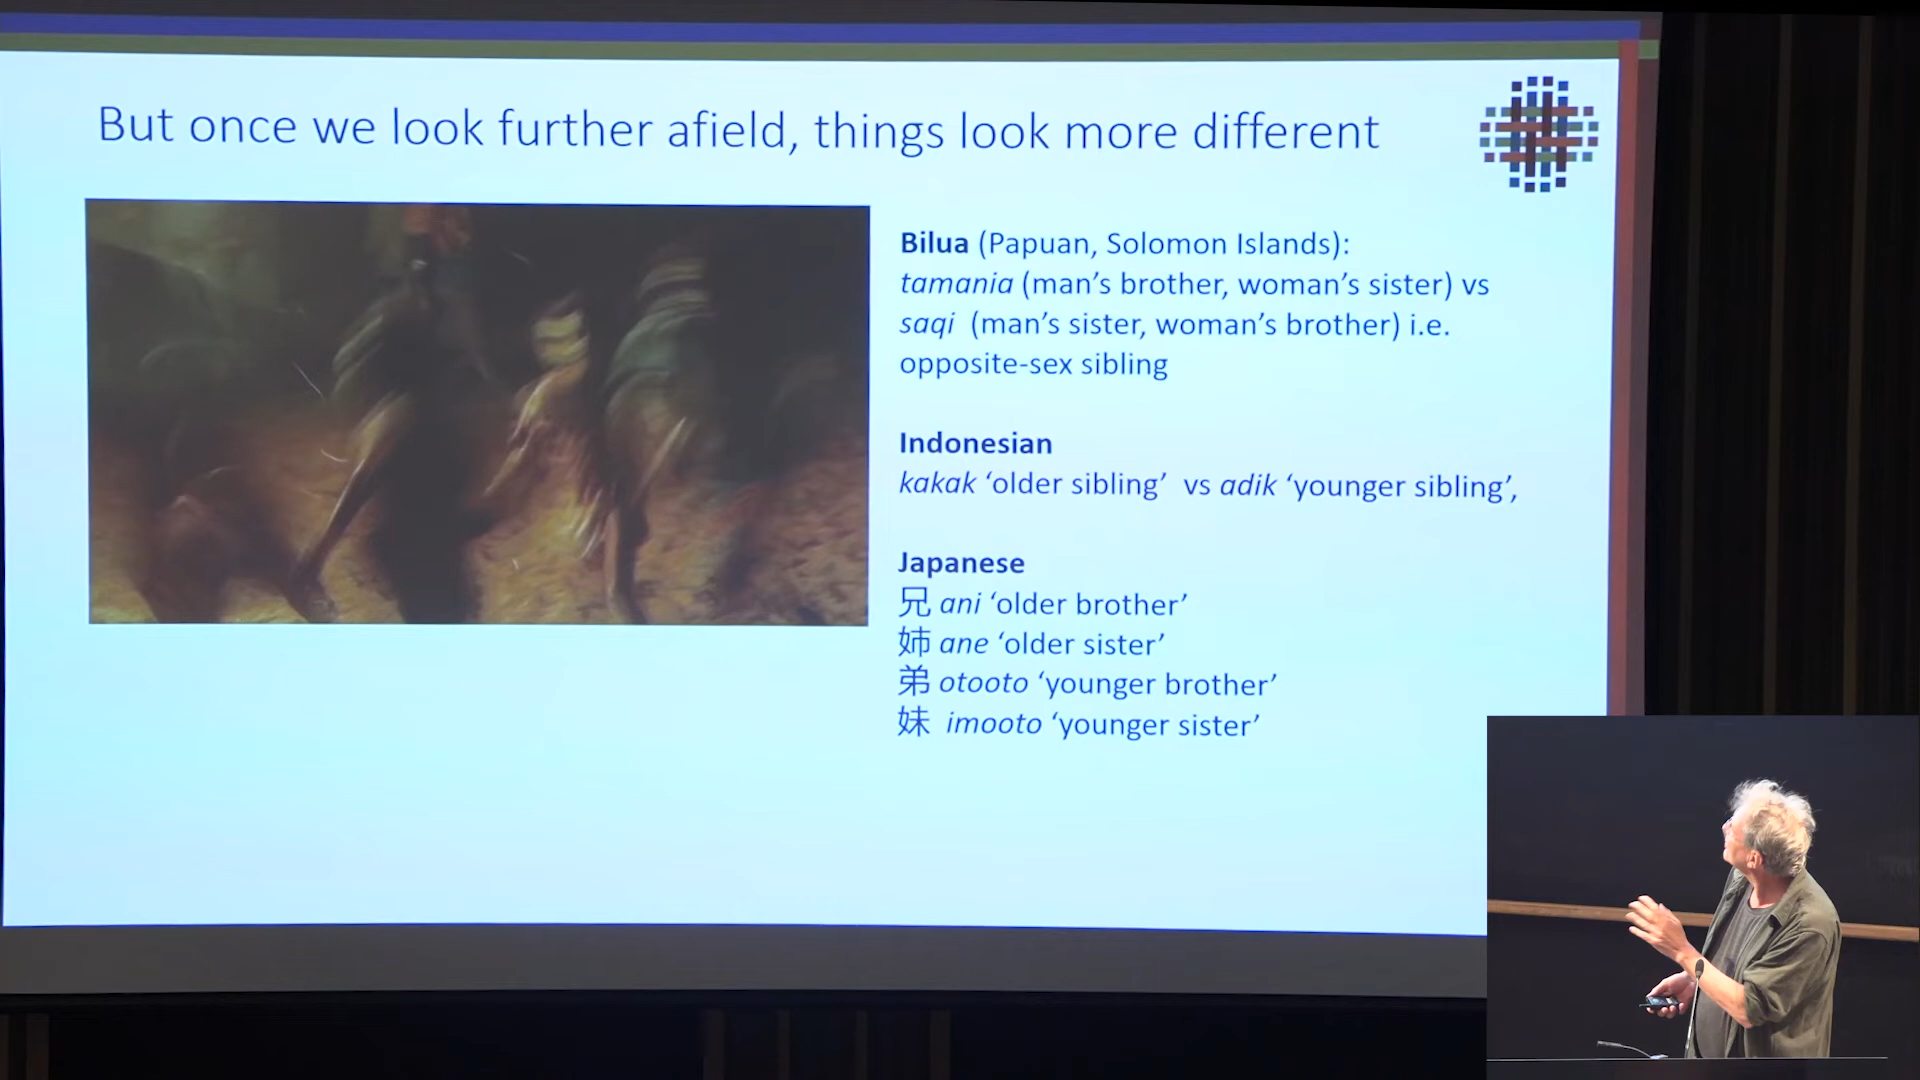 But once we look further afield, things look more different
Bilua (Papuan, Solomon Islands):
tamania (man’s brother, woman’s sister) vs
saqi (man’s sister, woman’s brother) i.e.
opposite-sex sibling
Indonesian
kakak ‘older sibling’ vs adik ‘younger sibling’,
Japanese
兄 ani ‘older brother’
姉 ane ‘older sister’
弟 otooto ‘younger brother’
妹 imooto ‘younger sister’